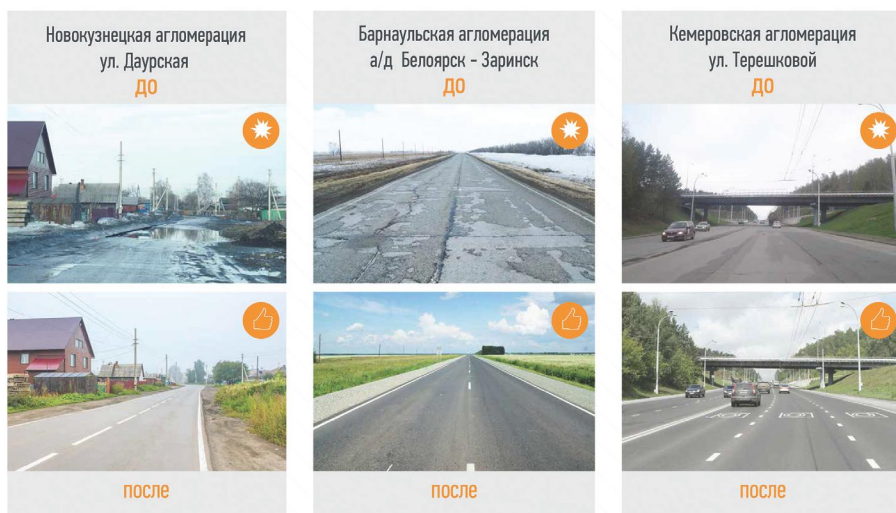 Новокузнецкая агломерация
ул. Даурская
ДО
Барнаульская агломерация
а/д Белоярск - Заринск
ДО
Кемеровская агломерация
ул. Терешковой
ДО
после
после
после